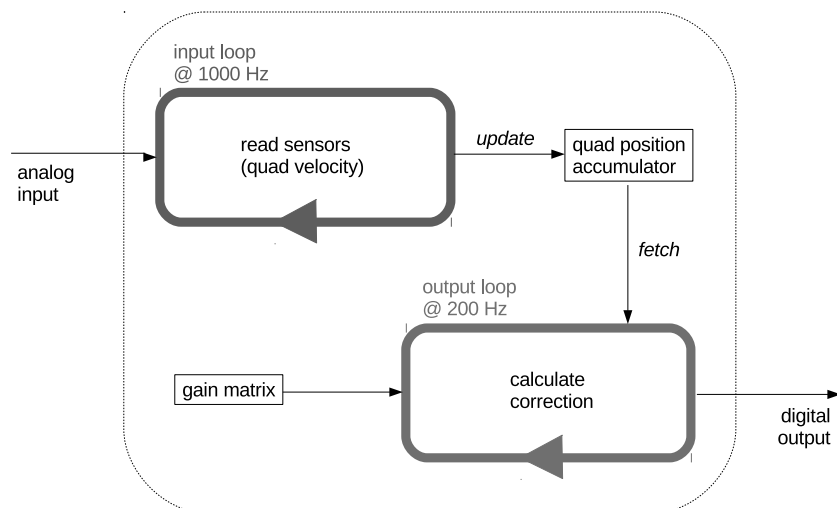 input loop
@ 1000 Hz
read sensors
(quad velocity)
update
quad position
accumulator
analog
input
fetch
output loop
@ 200 Hz
gain matrix
calculate
correction
digital
output